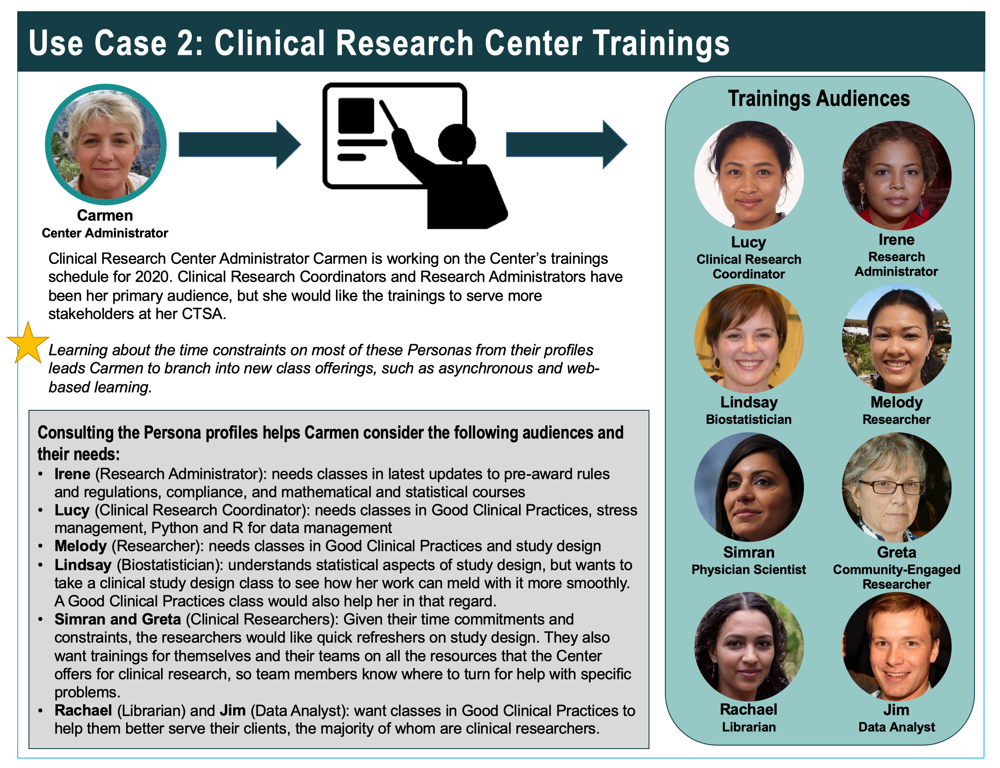 Use Case 2: Clinical Research Center Trainings
Carmen
Center Administrator
Clinical Research Center Administrator Carmen is working on the Center’s trainings
schedule for 2020. Clinical Research Coordinators and Research Administrators have
been her primary audience, but she would like the trainings to serve more
stakeholders at her CTSA.
Learning about the time constraints on most of these Personas from their profiles
leads Carmen to branch into new class offerings, such as asynchronous and web-
based learning.
Consulting the Persona profiles helps Carmen consider the following audiences and
their needs:
• Irene (Research Administrator): needs classes in latest updates to pre-award rules
and regulations, compliance, and mathematical and statistical courses
• Lucy (Clinical Research Coordinator): needs classes in Good Clinical Practices, stress
management, Python and R for data management
• Melody (Researcher): needs classes in Good Clinical Practices and study design
• Lindsay (Biostatistician): understands statistical aspects of study design, but wants to
take a clinical study design class to see how her work can meld with it more smoothly.
A Good Clinical Practices class would also help her in that regard.
• Simran and Greta (Clinical Researchers): Given their time commitments and
constraints, the researchers would like quick refreshers on study design. They also
want trainings for themselves and their teams on all the resources that the Center
offers for clinical research, so team members know where to turn for help with specific
problems.
• Rachael (Librarian) and Jim (Data Analyst): want classes in Good Clinical Practices to
help them better serve their clients, the majority of whom are clinical researchers.
Trainings Audiences
Lucy
Clinical Research
Coordinator
Irene
Research
Administrator
Lindsay
Biostatistician
Melody
Researcher
Simran
Physician Scientist
Greta
Community-Engaged
Researcher
Rachael
Librarian
Jim
Data Analyst